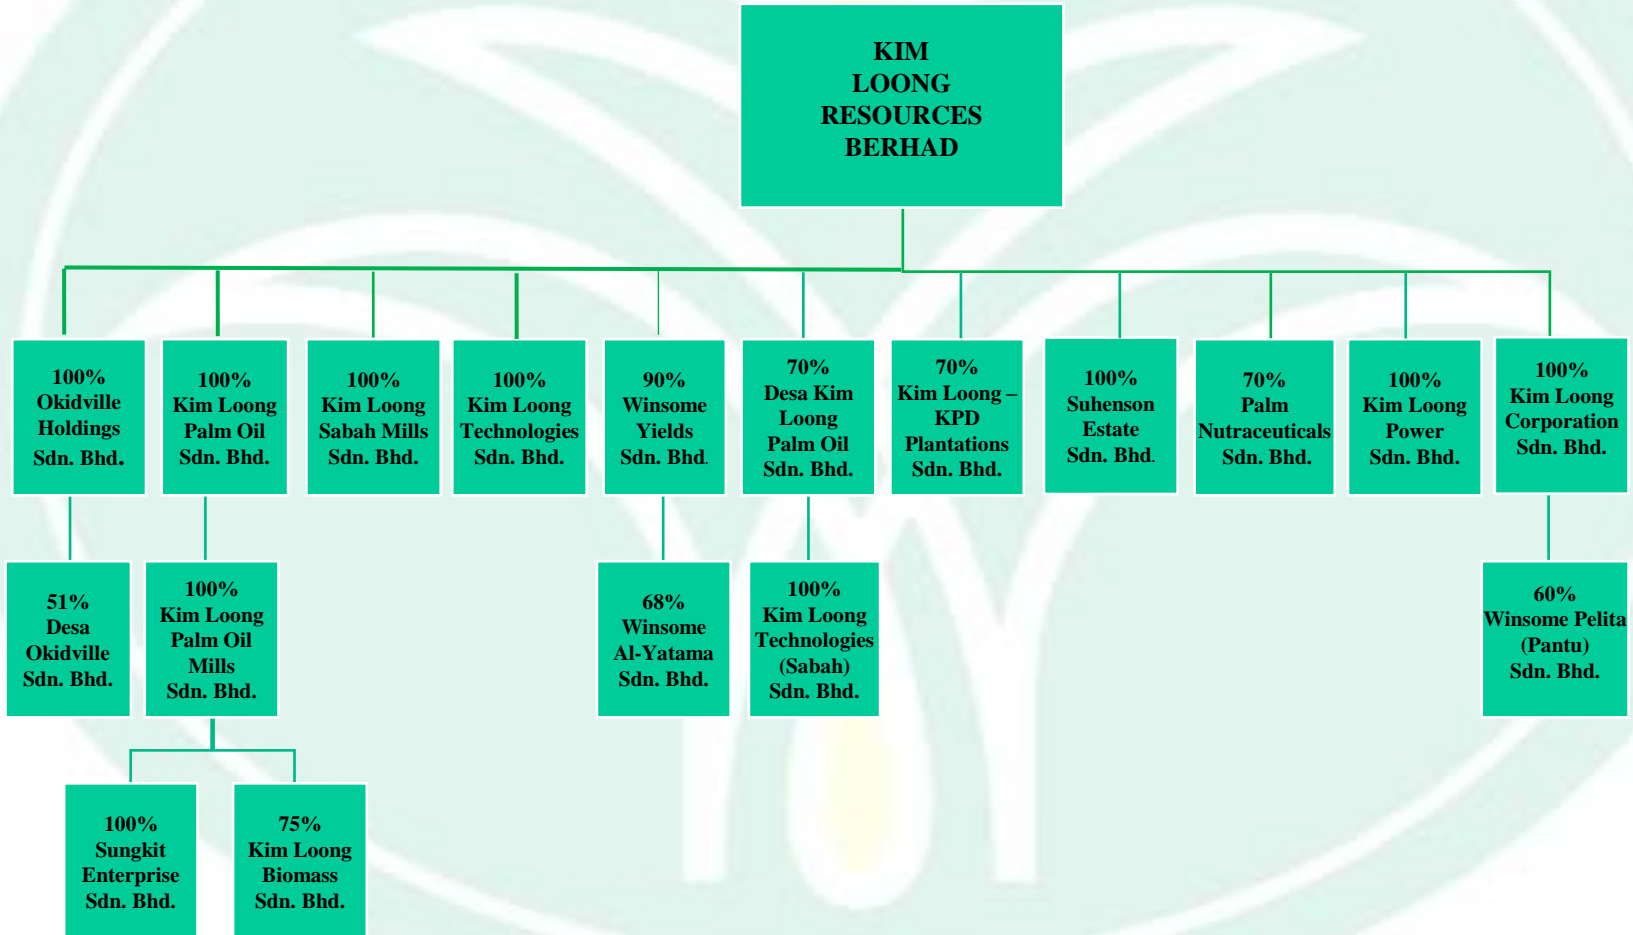 KIM
LOONG
RESOURCES
BERHAD
100%
Okidville
Holdings
Sdn. Bhd.
100%
Kim Loong
Palm Oil
Sdn. Bhd.
100%
Kim Loong
Sabah Mills
Sdn. Bhd.
100%
Kim Loong
Technologies
Sdn. Bhd.
90%
Winsome
Yields
Sdn. Bhd.
70%
Desa Kim
Loong
Palm Oil
Sdn. Bhd.
70%
Kim Loong –
KPD
Plantations
Sdn. Bhd.
100%
Suhenson
Estate
Sdn. Bhd.
70%
Palm
Nutraceuticals
Sdn. Bhd.
100%
Kim Loong
Power
Sdn. Bhd.
100%
Kim Loong
Corporation
Sdn. Bhd.
51%
Desa
Okidville
Sdn. Bhd.
100%
Kim Loong
Palm Oil
Mills
Sdn. Bhd.
68%
Winsome
Al-Yatama
Sdn. Bhd.
100%
Kim Loong
Technologies
(Sabah)
Sdn. Bhd.
60%
Winsome Pelita
(Pantu)
Sdn. Bhd.
100%
Sungkit
Enterprise
Sdn. Bhd.
75%
Kim Loong
Biomass
Sdn. Bhd.